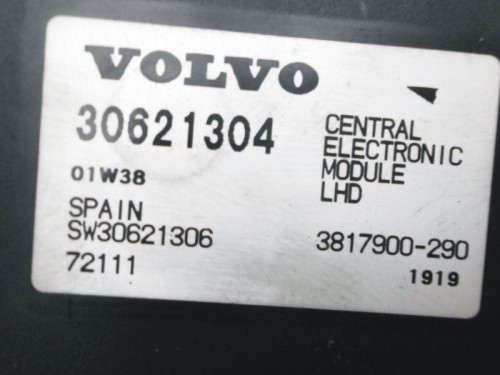 VOLVO
30621304
CENTRAL
ELECTRONIC
MODULE
LHD
01W38
SPAIN
SW30621306
3817900-290
72111
1919